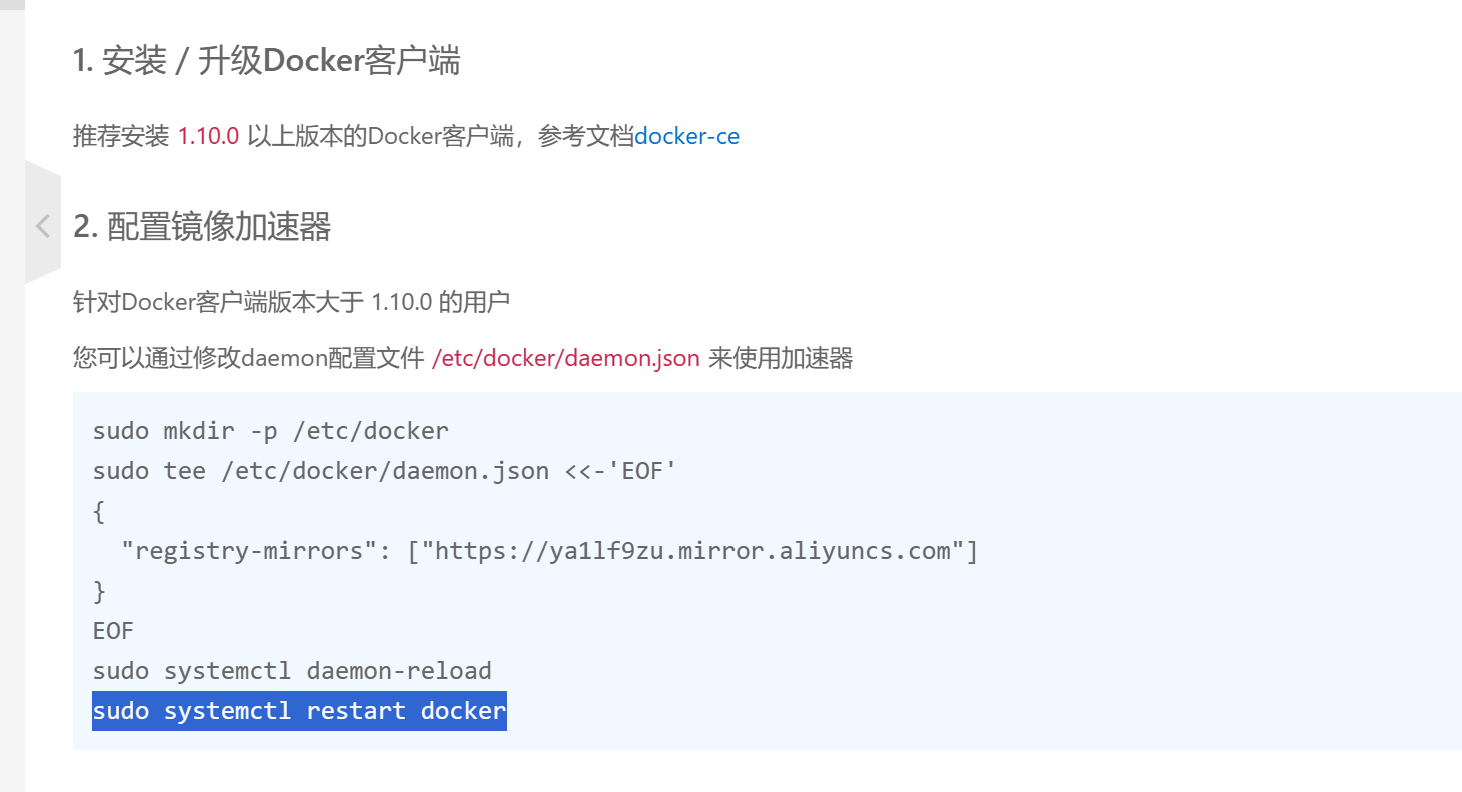 1. 安装 / 升级Docker客户端
推荐安装 1.10.0 以上版本的Docker客户端，参考文档docker-ce
2. 配置镜像加速器
针对Docker客户端版本大于 1.10.0 的用户
您可以通过修改daemon配置文件 /etc/docker/daemon.json 来使用加速器
sudo mkdir -p /etc/docker
sudo tee /etc/docker/daemon.json <<-'EOF'
{
  "registry-mirrors": ["https://ya1lf9zu.mirror.aliyuncs.com"]
}
EOF
sudo systemctl daemon-reload
sudo systemctl restart docker